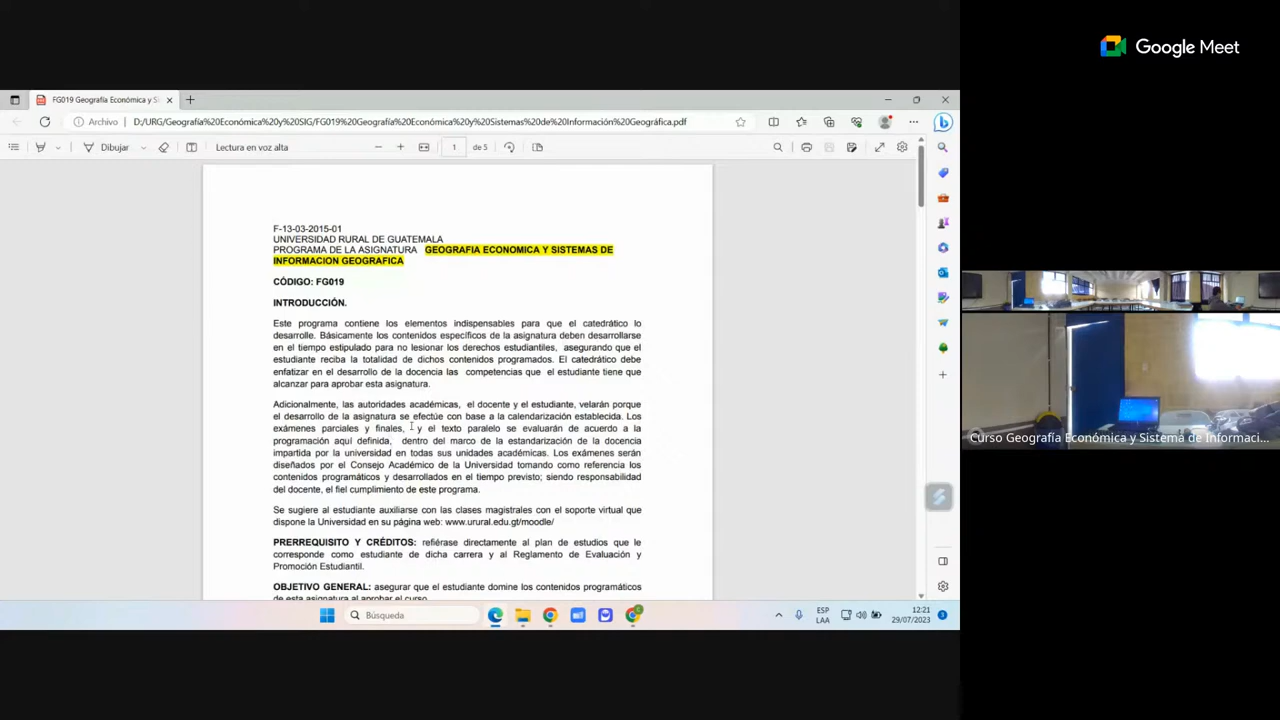 Google Meet
FG019 Geografía Económica y Si
Archivo D:/URG/Geografía%20Económica%20y%20SIG/FG019%20Geografía%20Económica%20y%20Sistemas%20de%20Información%20Geográfica.pdf
Dibujar Lectura en voz alta 1 de 5
F-13-03-2015-01
UNIVERSIDAD RURAL DE GUATEMALA
PROGRAMA DE LA ASIGNATURA GEOGRAFIA ECONOMICA Y SISTEMAS DE
INFORMACION GEOGRAFICA
CÓDIGO: FG019
INTRODUCCIÓN.
Este programa contiene los elementos indispensables para que el catedrático lo
desarrolle. Básicamente los contenidos específicos de la asignatura deben desarrollarse
en el tiempo estipulado para no lesionar los derechos estudiantiles, asegurando que el
estudiante reciba la totalidad de dichos contenidos programados. El catedrático debe
enfatizar en el desarrollo de la docencia las competencias que el estudiante tiene que
alcanzar para aprobar esta asignatura.
Adicionalmente, las autoridades académicas, el docente y el estudiante, velarán porque
el desarrollo de la asignatura se efectúe con base a la calendarización establecida. Los
exámenes parciales y finales, y el texto paralelo se evaluarán de acuerdo a la
programación aquí definida, dentro del marco de la estandarización de la docencia
impartida por la universidad en todas sus unidades académicas. Los exámenes serán
diseñados por el Consejo Académico de la Universidad tomando como referencia los
contenidos programáticos y desarrollados en el tiempo previsto; siendo responsabilidad
del docente, el fiel cumplimiento de este programa.
Se sugiere al estudiante auxiliarse con las clases magistrales con el soporte virtual que
dispone la Universidad en su página web: www.urural.edu.gt/moodle/
PRERREQUISITO Y CRÉDITOS: refiérase directamente al plan de estudios que le
corresponde como estudiante de dicha carrera y al Reglamento de Evaluación y
Promoción Estudiantil.
OBJETIVO GENERAL: asegurar que el estudiante domine los contenidos programáticos
de esta asignatura al aprobar el curso.
Curso Geografía Económica y Sistema de Informaci...
Búsqueda
ESP
LAA
12:21
29/07/2023